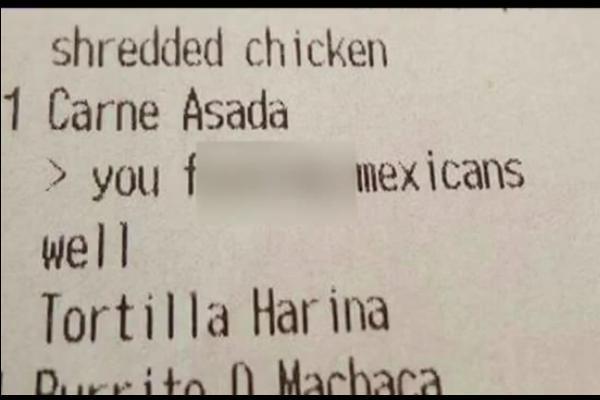 shredded chicken
1 Carne Asada
> you f mexicans
well
Tortilla Harina
Burrito D Machaca